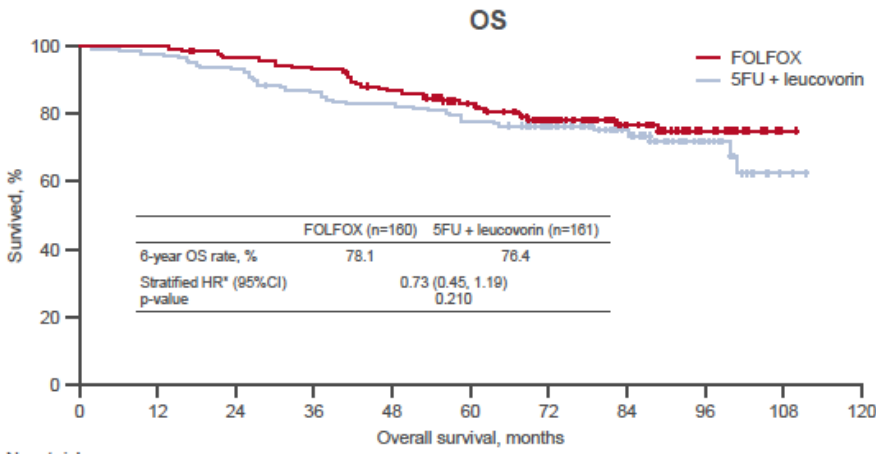 OS
100
80
60
40
20
0
Survived, %
FOLFOX
5FU + leucovorin
FOLFOX (n=160) 5FU + leucovorin (n=161)
6-year OS rate, % 78.1 76.4
Stratified HR* (95%CI) 0.73 (0.45, 1.19)
p-value 0.210
0 12 24 36 48 60 72 84 96 108 120
Overall survival, months